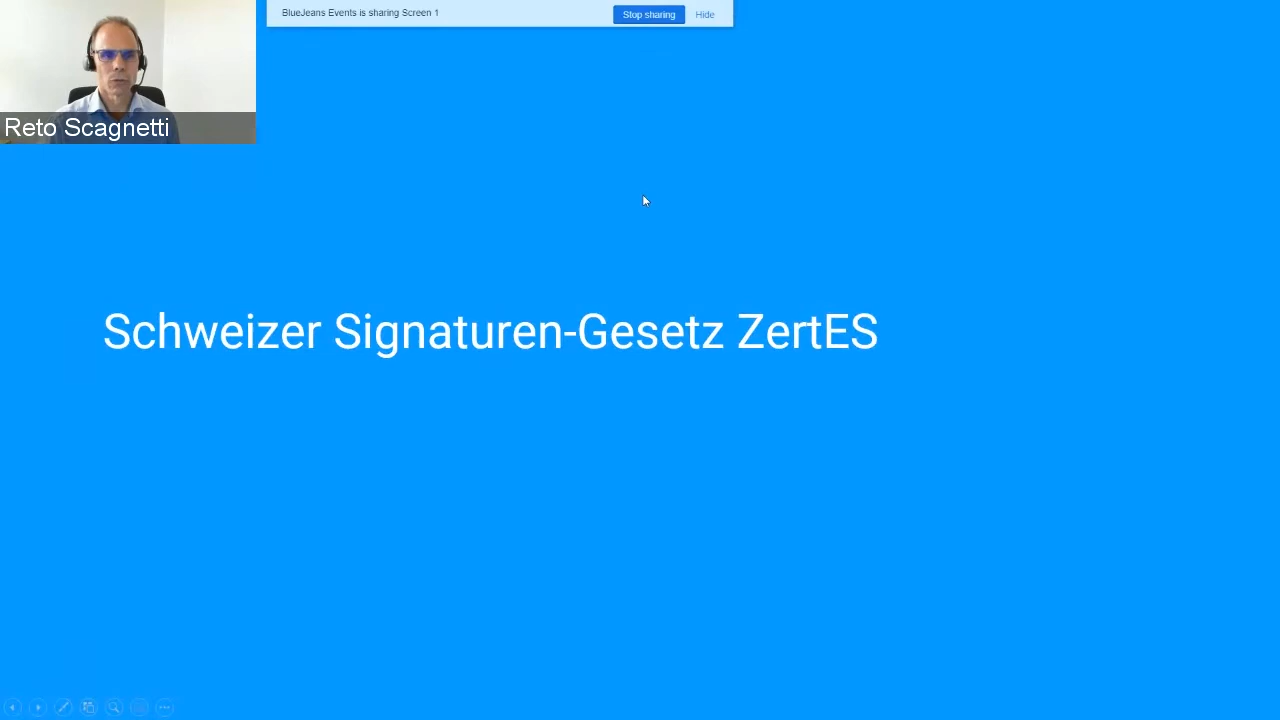 BlueJeans Events is sharing Screen 1
Stop sharing
Hide
Reto Scagnetti
Schweizer Signaturen-Gesetz ZertES